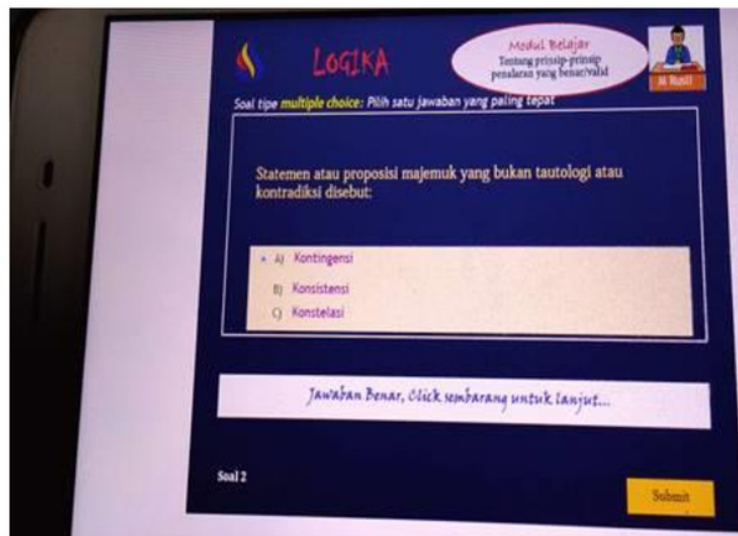 LOGIKA
Modul Belajar
Tentang prinsip-prinsip
penalaran yang benar/valid
M Rusli
Soal tipe multiple choice: Pilih satu jawaban yang paling tepat
Statemen atau proposisi majemuk yang bukan tautologi atau
kontradiksi disebut:
A) Kontingensi
B) Konsistensi
C) Konstelasi
Jawaban Benar, Click sembarang untuk lanjut...
Soal 2
Submit